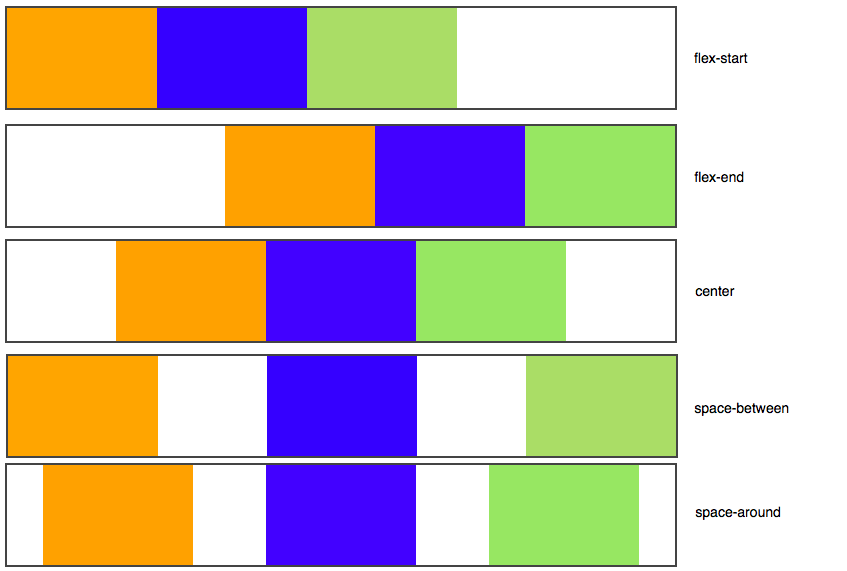 flex-start
flex-end
center
space-between
space-around